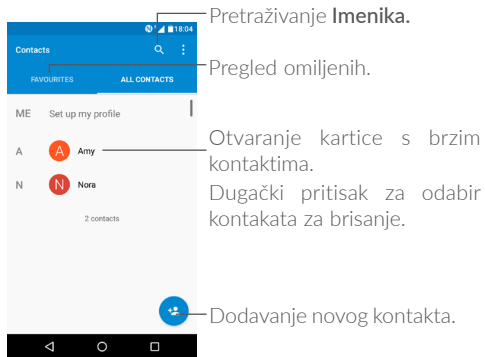 18:04
Contacts
FAVOURITES
ALL CONTACTS
ME Set up my profile
A A Amy
N N Nora
2 contacts
Pretraživanje Imenika.
Pregled omiljenih.
Otvaranje kartice s brzim
kontaktima.
Dugački pritisak za odabir
kontakata za brisanje.
Dodavanje novog kontakta.